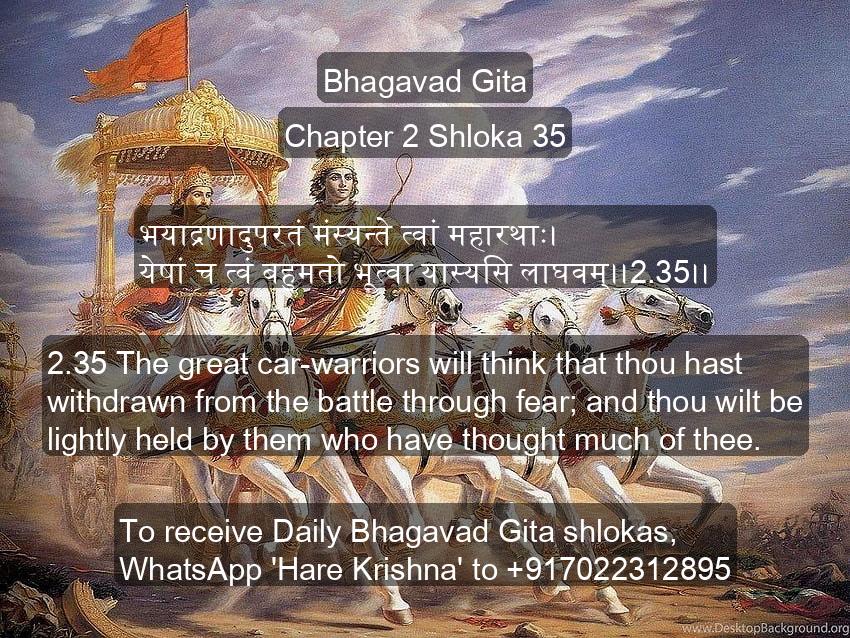 Bhagavad Gita
Chapter 2 Shloka 35
भयाद्रणादुपरतं मंस्यन्ते त्वां महारथाः।
येषां च त्वं बहुमतो भूत्वा यास्यसि लाघवम्।।2.35।।
2.35 The great car-warriors will think that thou hast
withdrawn from the battle through fear; and thou wilt be
lightly held by them who have thought much of thee.
To receive Daily Bhagavad Gita shlokas,
WhatsApp 'Hare Krishna' to +917022312895
www.DesktopBackground.org